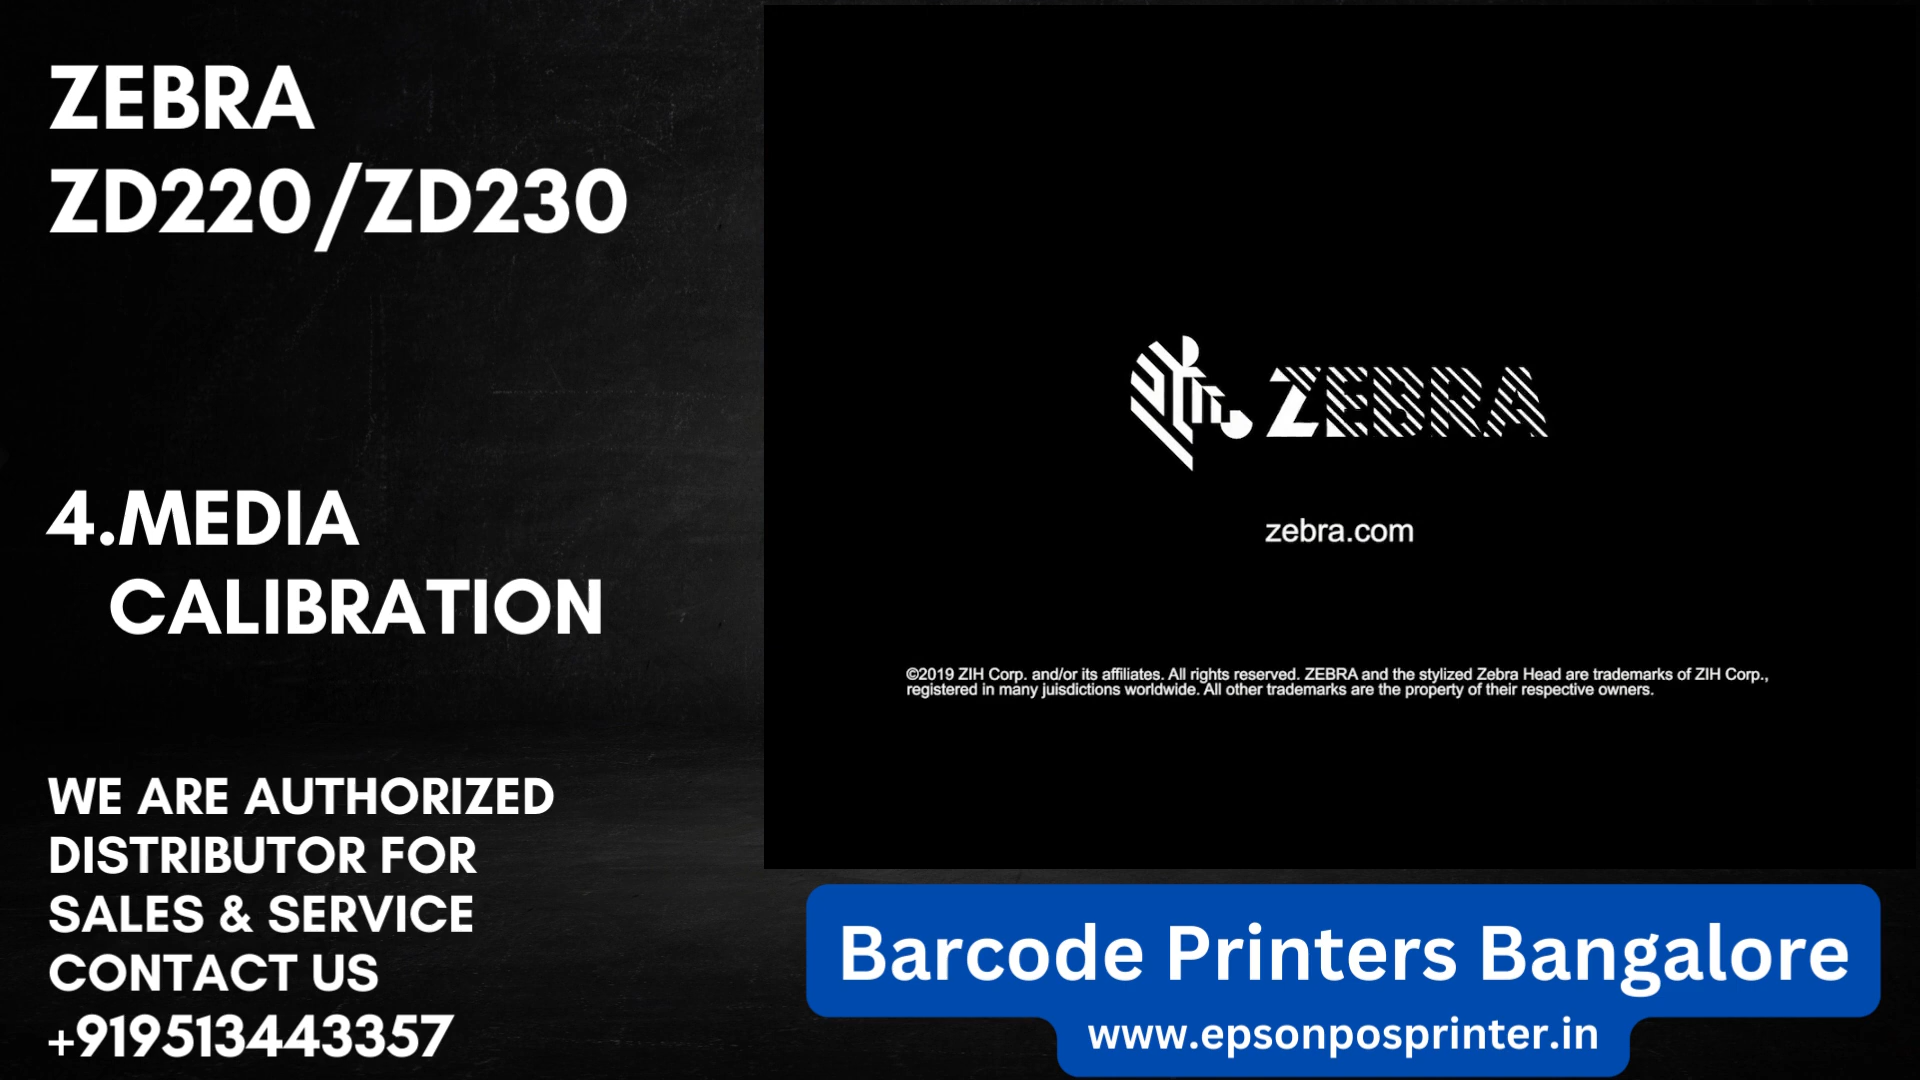 ZEBRA
ZD220/ZD230
4.MEDIA
CALIBRATION
WE ARE AUTHORIZED
DISTRIBUTOR FOR
SALES & SERVICE
CONTACT US
+919513443357
ZEBRA
zebra.com
©2019 ZIH Corp. and/or its affiliates. All rights reserved. ZEBRA and the stylized Zebra Head are trademarks of ZIH Corp.,
registered in many juisdictions worldwide. All other trademarks are the property of their respective owners.
Barcode Printers Bangalore
www.epsonposprinter.in